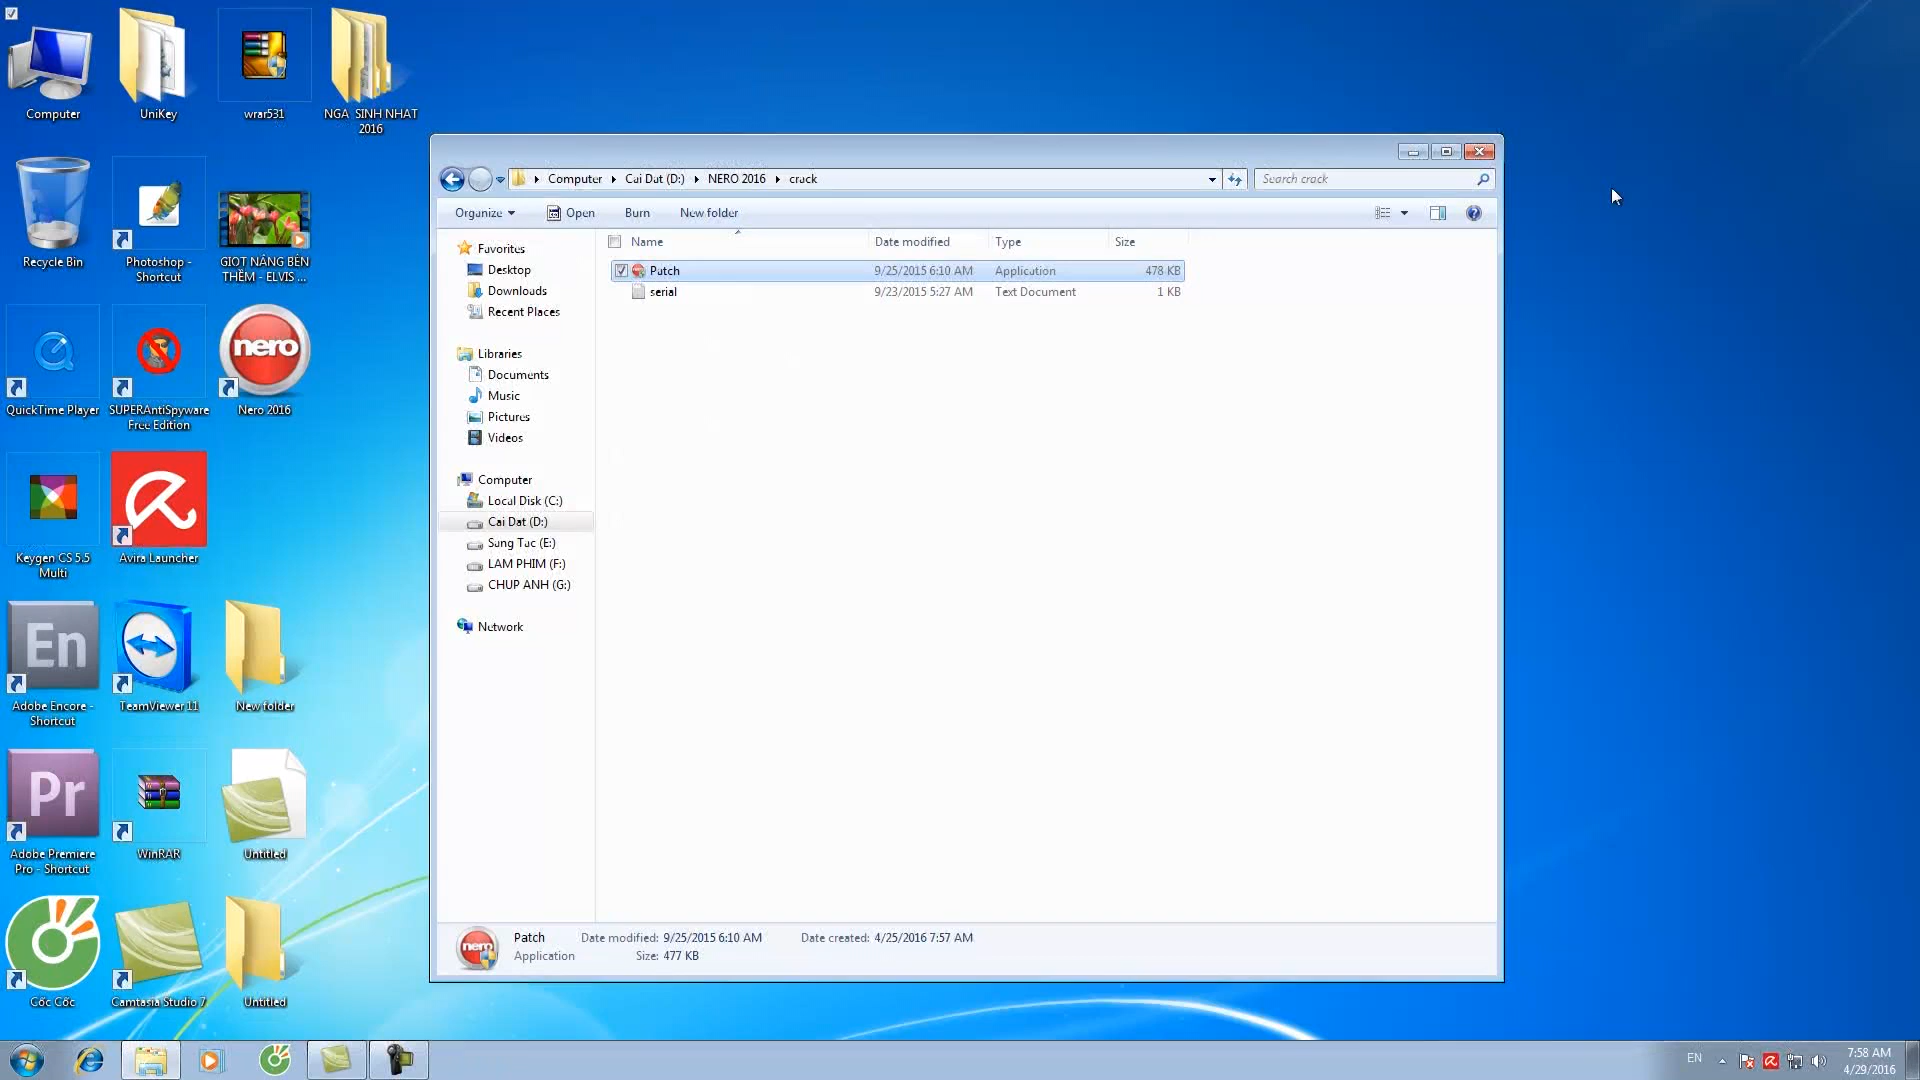 Computer
UniKey
wrar531
NGA SINH NHAT
2016
Recycle Bin
Photoshop -
Shortcut
GIOT NẮNG BÊN
THỀM - ELVIS ...
QuickTime Player
SUPERAntiSpyware
Free Edition
nero
Nero 2016
Keygen CS 5.5
Multi
Avira Launcher
En
Adobe Encore -
Shortcut
TeamViewer 11
New folder
Pr
Adobe Premiere
Pro - Shortcut
WinRAR
Untitled
Cốc Cốc
Camtasia Studio 7
Untitled
Computer
Cai Dat (D:)
NERO 2016
crack
Search crack
Organize
Open
Burn
New folder
Favorites
Desktop
Downloads
Recent Places
Libraries
Documents
Music
Pictures
Videos
Computer
Local Disk (C:)
Cai Dat (D:)
Sang Tac (E:)
LAM PHIM (F:)
CHUP ANH (G:)
Network
Name Date modified Type Size
Patch 9/25/2015 6:10 AM Application 478 KB
serial 9/23/2015 5:27 AM Text Document 1 KB
nero
Patch Date modified: 9/25/2015 6:10 AM Date created: 4/25/2016 7:57 AM
Application Size: 477 KB
EN
7:58 AM
4/29/2016